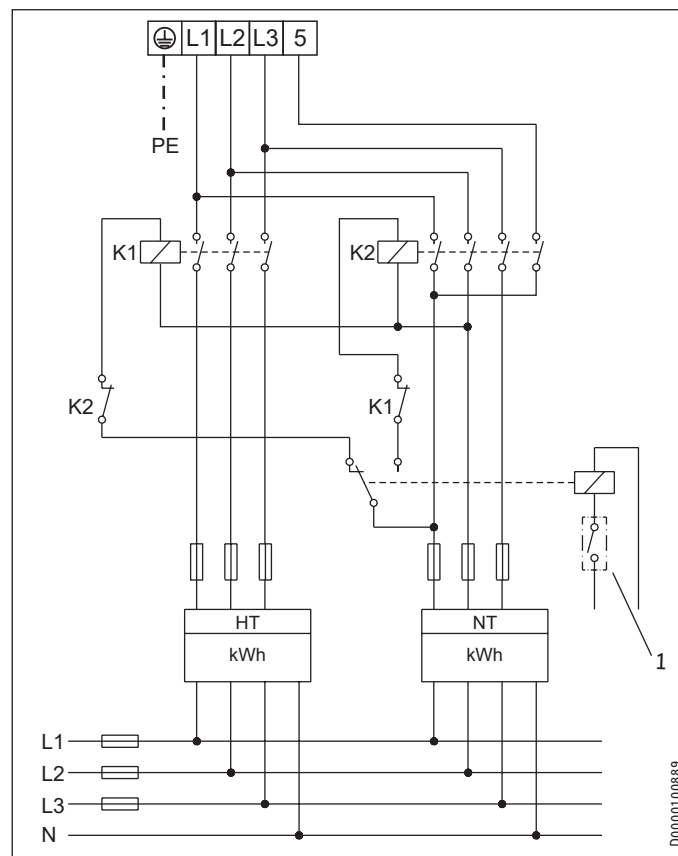 L1 L2 L3 5
PE
K1
K2
K2
K1
HT
kWh
NT
kWh
1
L1
L2
L3
N
D0000100889